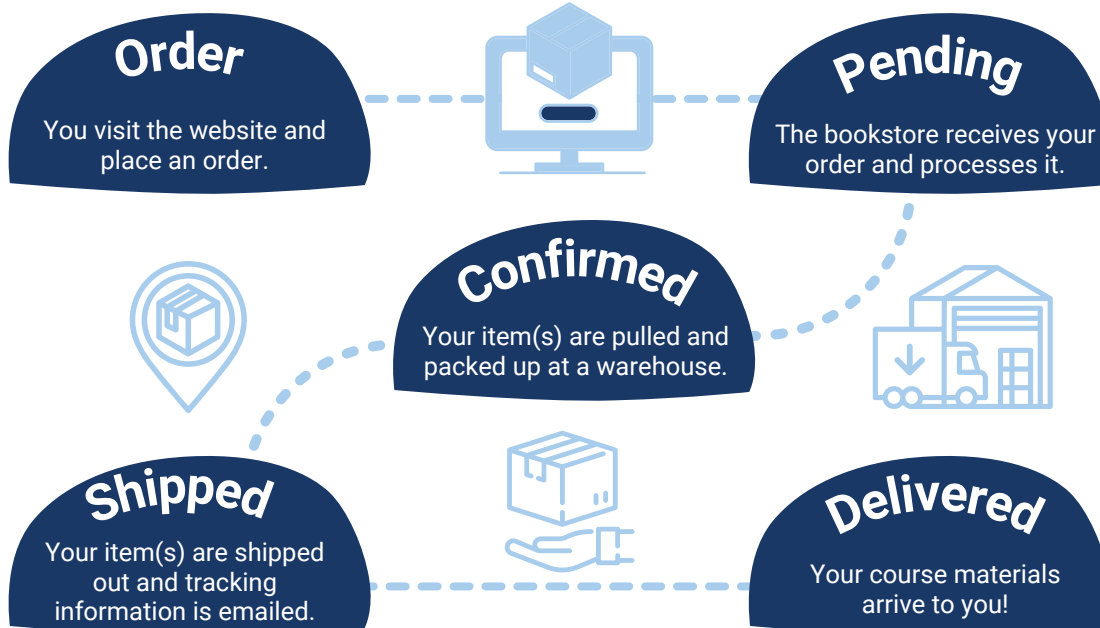 Order
You visit the website and
place an order.
Pending
The bookstore receives your
order and processes it.
Confirmed
Your item(s) are pulled and
packed up at a warehouse.
Shipped
Your item(s) are shipped
out and tracking
information is emailed.
Delivered
Your course materials
arrive to you!